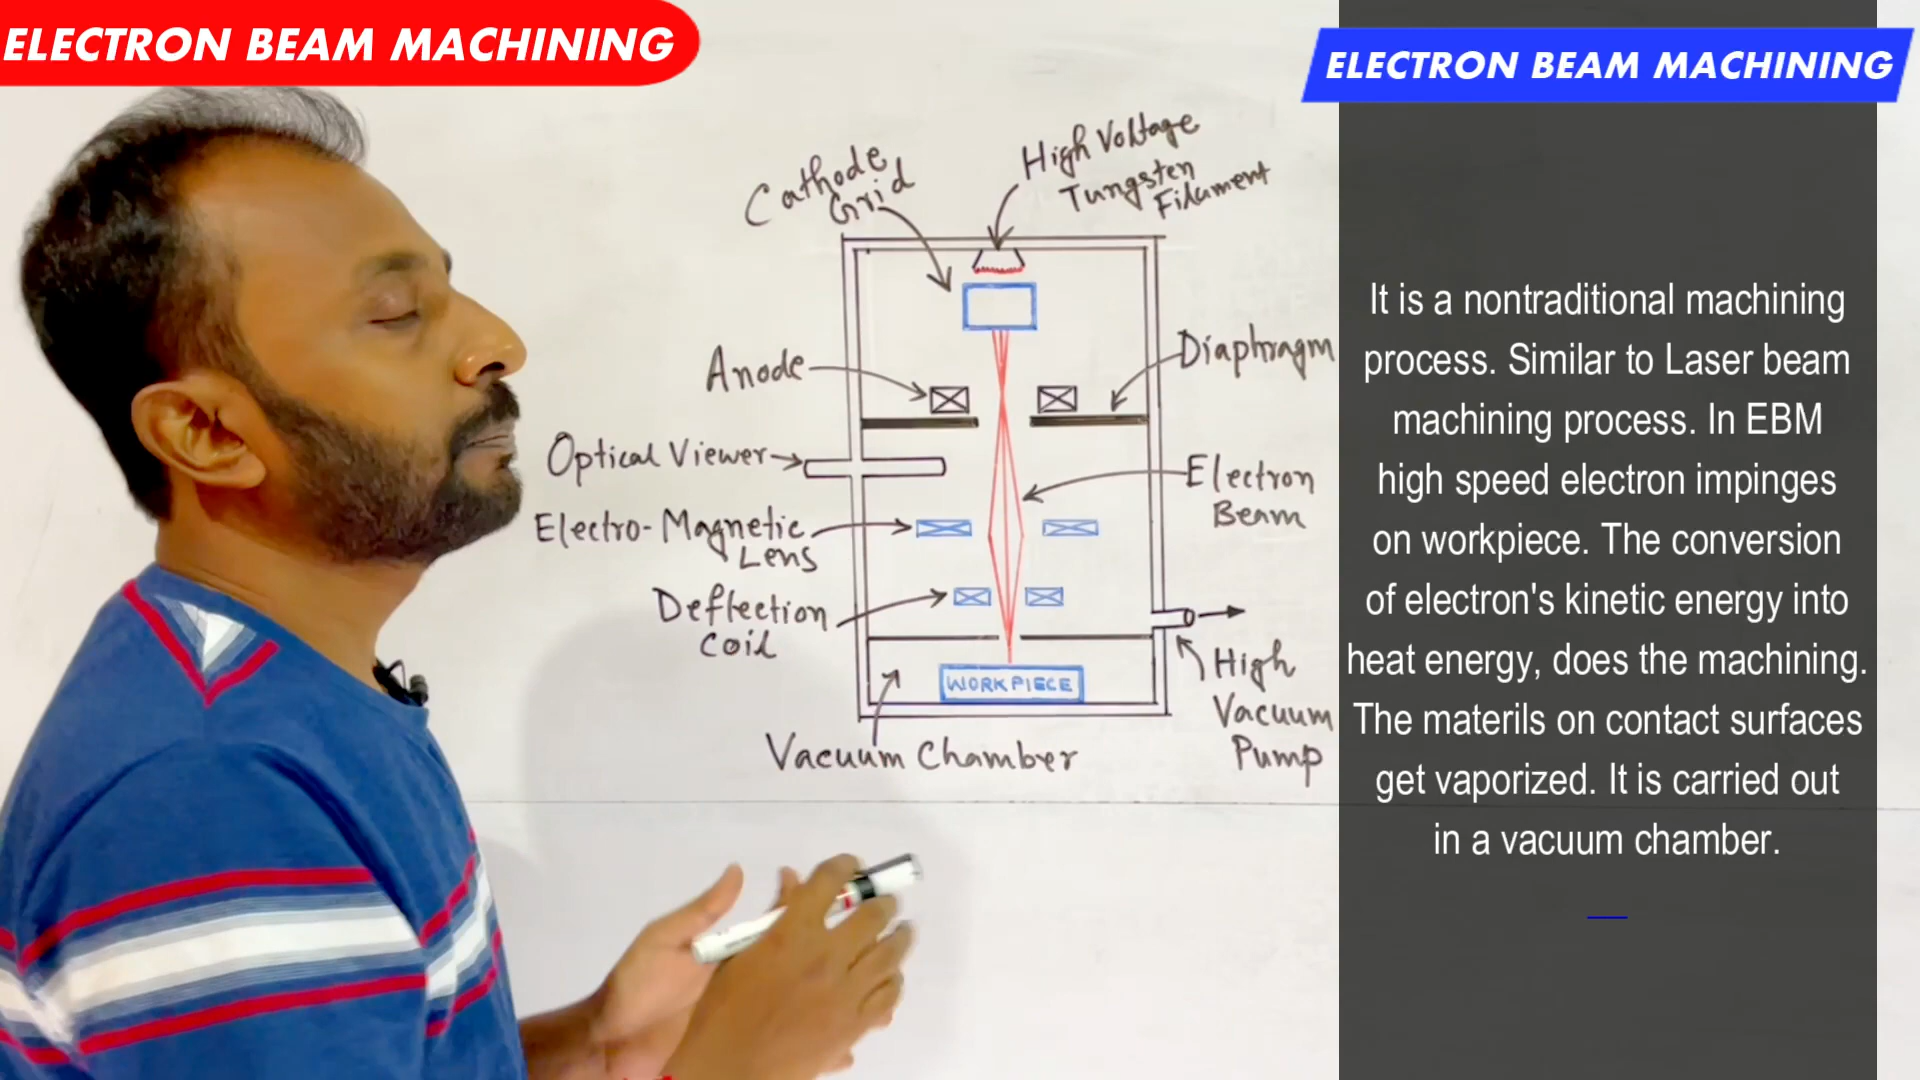 ELECTRON BEAM MACHINING
ELECTRON BEAM MACHINING
Cathode
Grid
High Voltage
Tungsten
Filament
Anode
Diaphragm
Optical Viewer
Electron
Beam
Electro-Magnetic
Lens
Deflection
Coil
WORKPIECE
High
Vacuum
Pump
Vacuum Chamber
It is a nontraditional machining
process. Similar to Laser beam
machining process. In EBM
high speed electron impinges
on workpiece. The conversion
of electron's kinetic energy into
heat energy, does the machining.
The materils on contact surfaces
get vaporized. It is carried out
in a vacuum chamber.